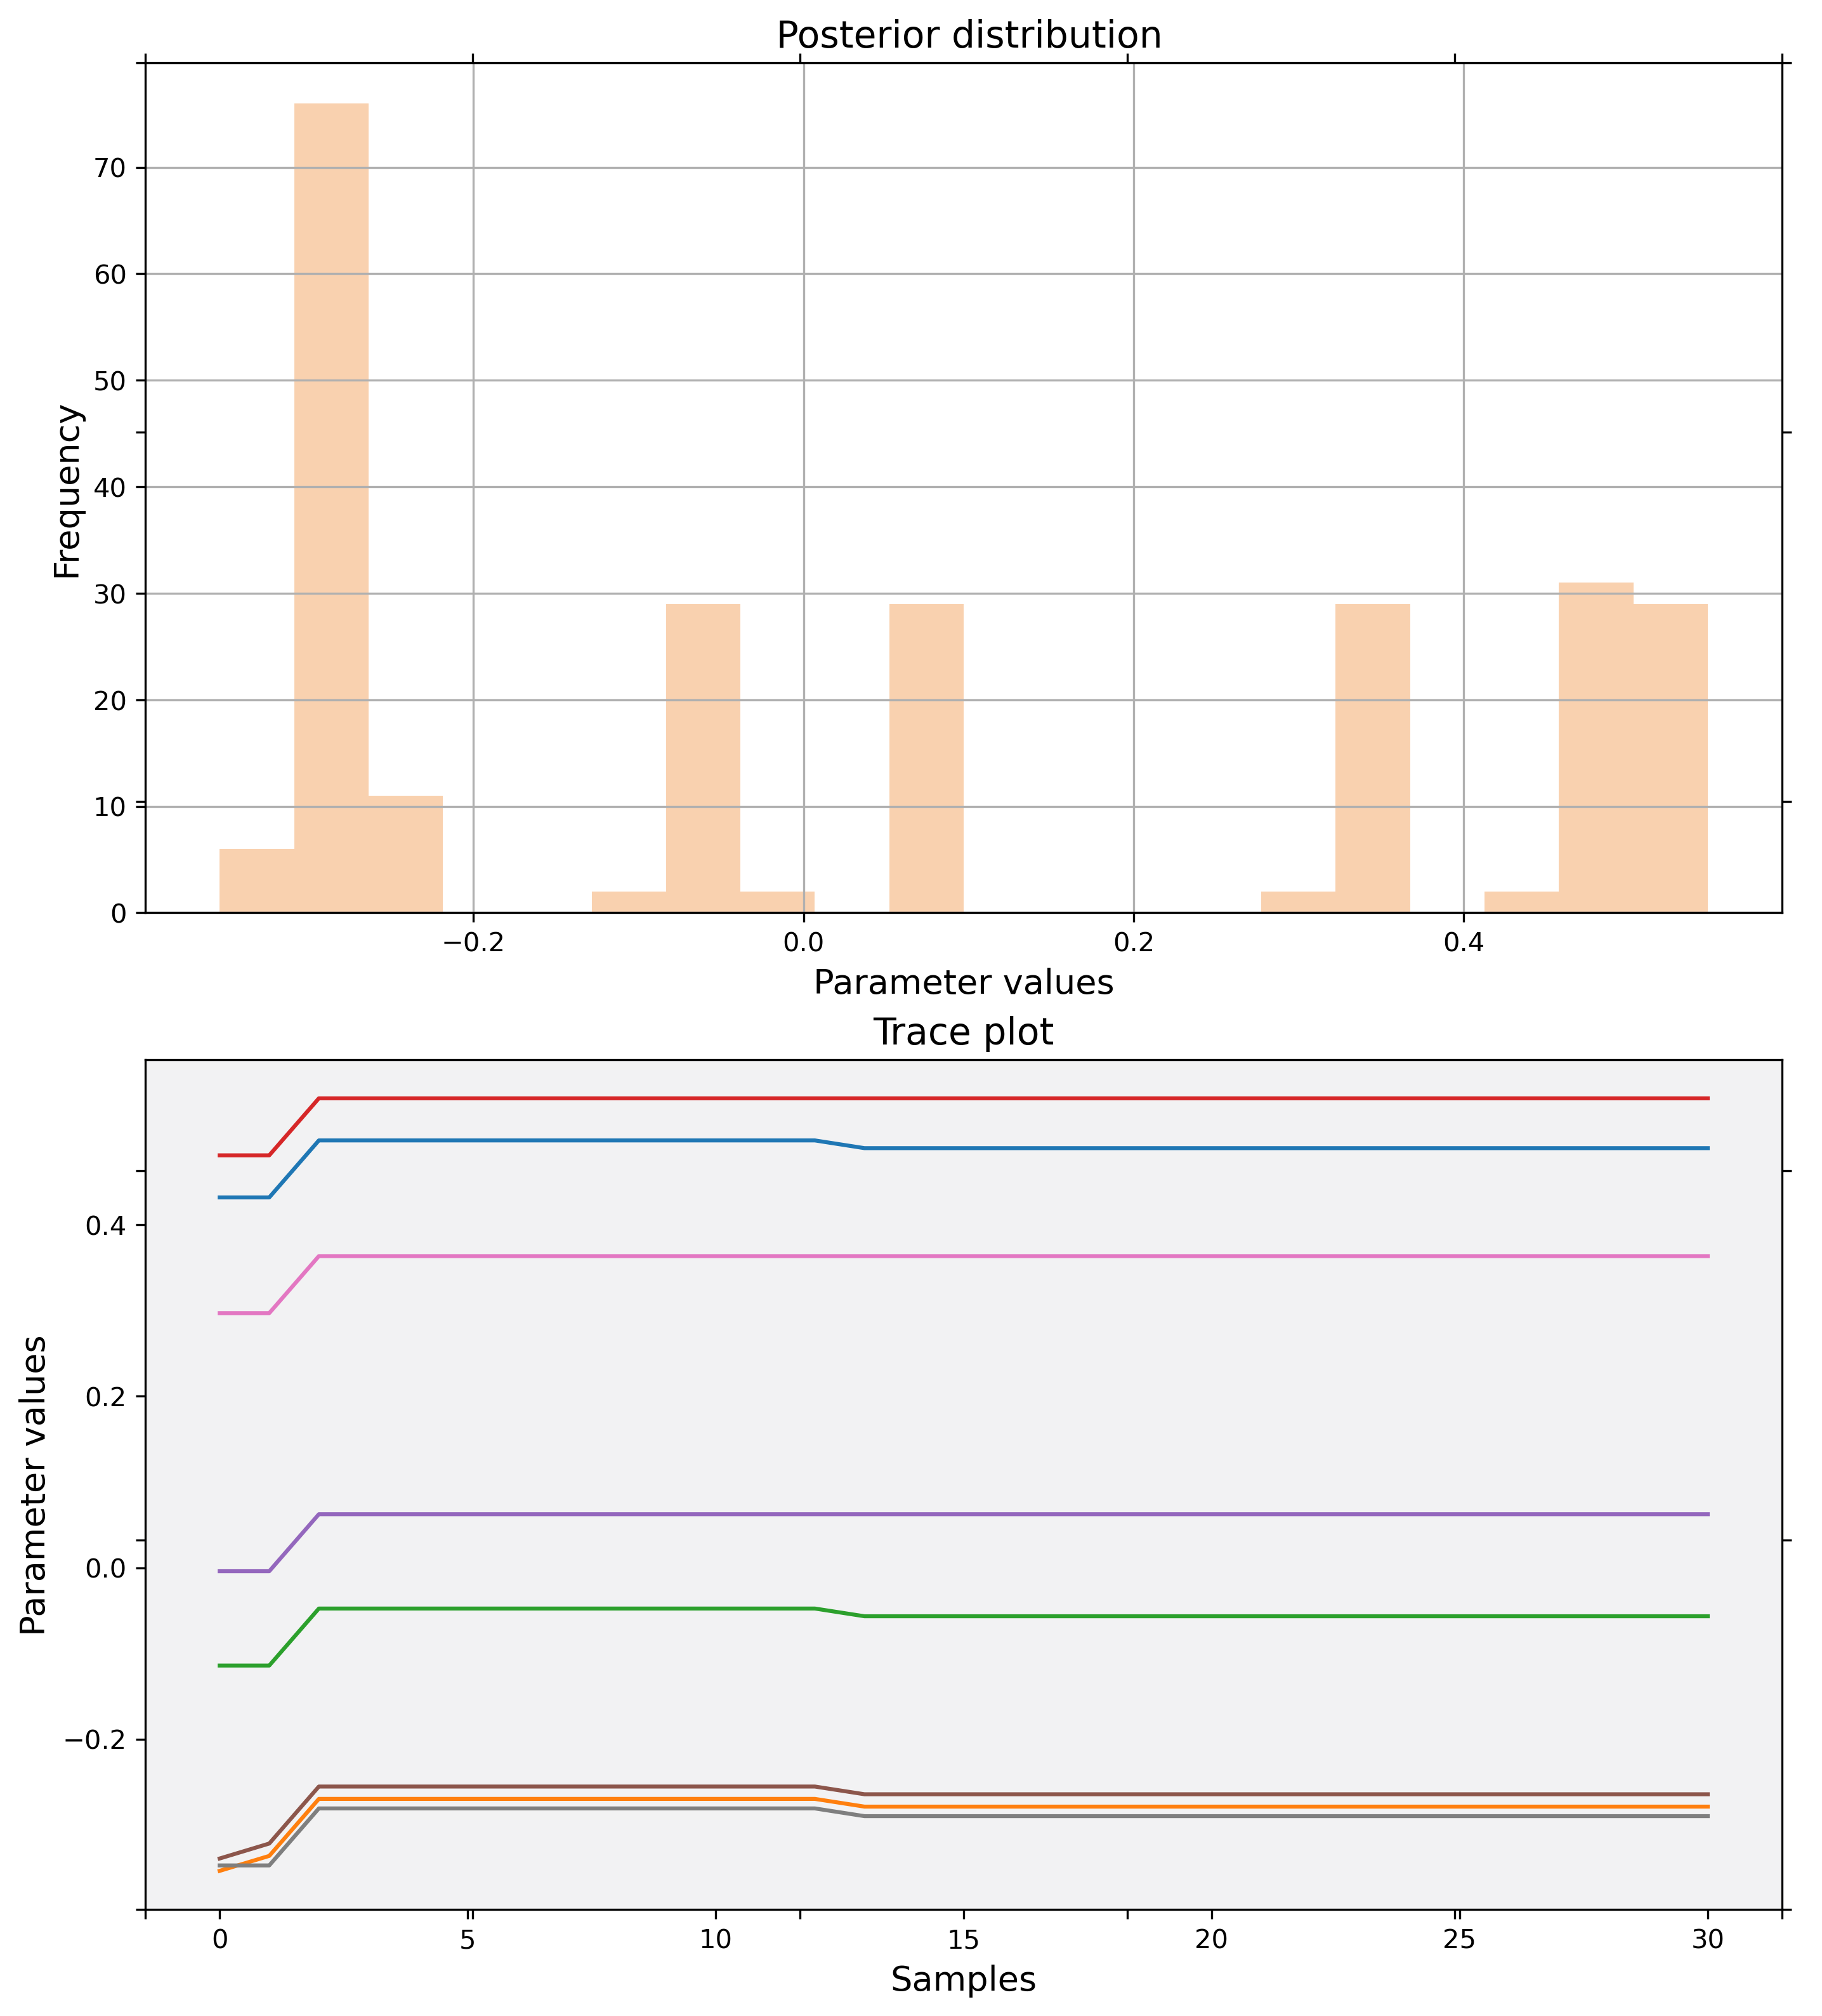 Posterior distribution
70
60
50
40
30
20
10
0
Frequency
−0.2 0.0 0.2 0.4
Parameter values
Trace plot
0.4
0.2
0.0
−0.2
Parameter values
0 5 10 15 20 25 30
Samples